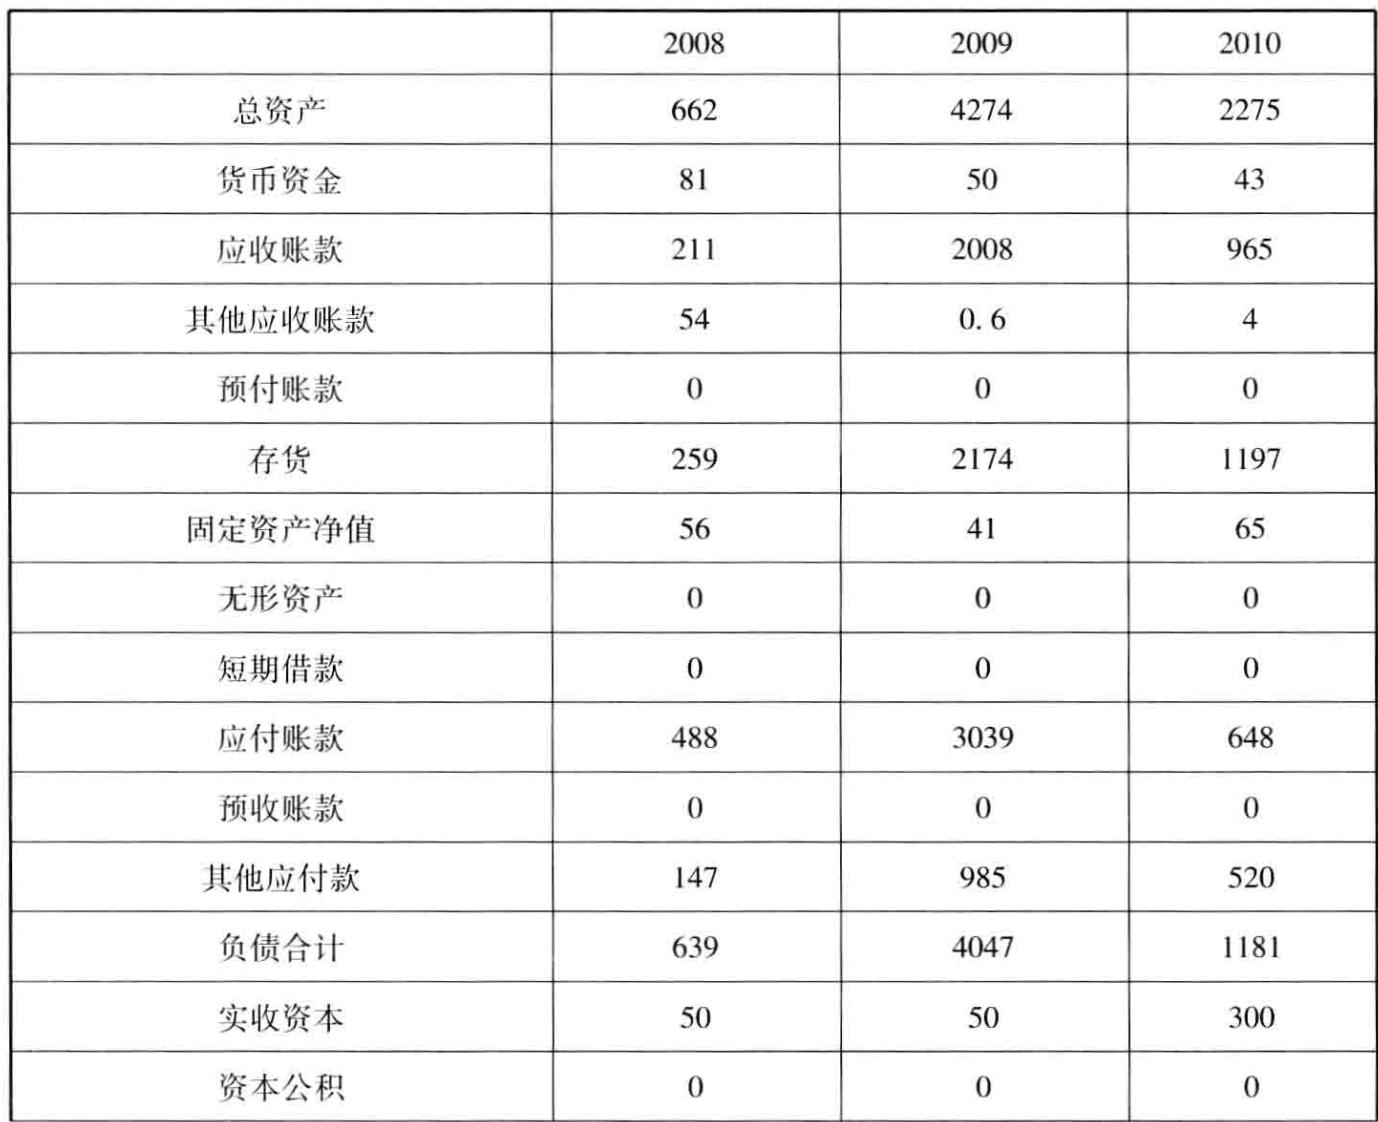 2008 2009 2010
总资产 662 4274 2275
货币资金 81 50 43
应收账款 211 2008 965
其他应收账款 54 0.6 4
预付账款 0 0 0
存货 259 2174 1197
固定资产净值 56 41 65
无形资产 0 0 0
短期借款 0 0 0
应付账款 488 3039 648
预收账款 0 0 0
其他应付款 147 985 520
负债合计 639 4047 1181
实收资本 50 50 300
资本公积 0 0 0